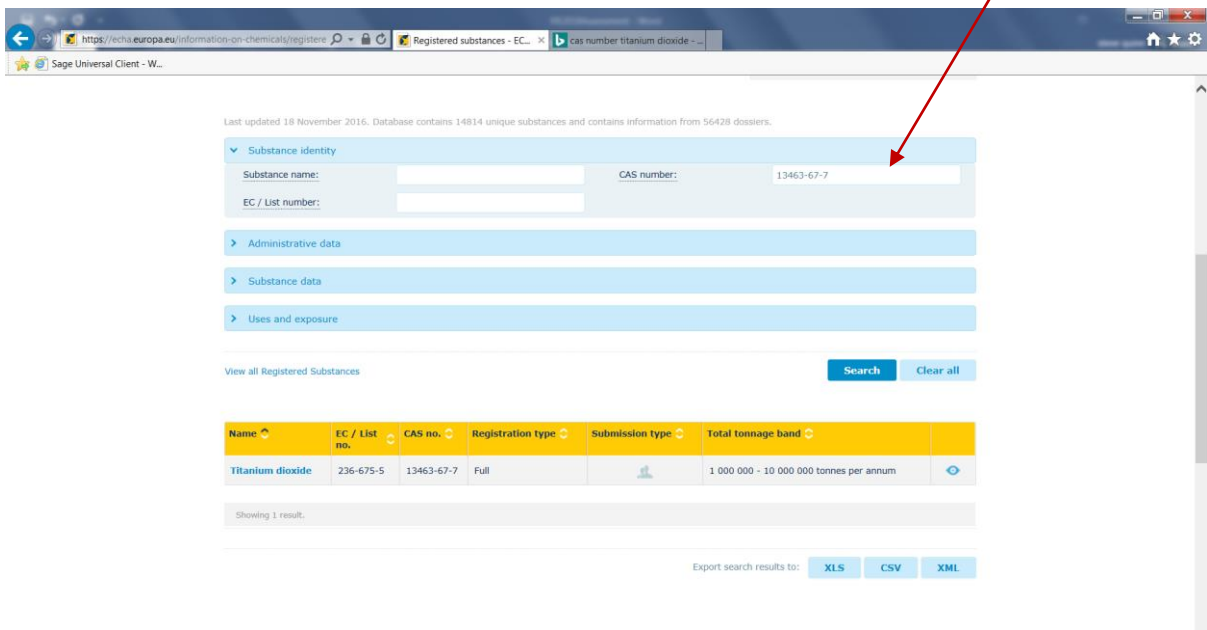 https://echa.europa.eu/information-on-chemicals/registere
Registered substances - EC...
cas number titanium dioxide - ...
Sage Universal Client - W...
Last updated 18 November 2016. Database contains 14814 unique substances and contains information from 56428 dossiers.
Substance identity
Substance name:
CAS number:
13463-67-7
EC / List number:
Administrative data
Substance data
Uses and exposure
View all Registered Substances
Search
Clear all
Name
EC / List no.
CAS no.
Registration type
Submission type
Total tonnage band
Titanium dioxide
236-675-5
13463-67-7
Full
1 000 000 - 10 000 000 tonnes per annum
Showing 1 result.
Export search results to:
XLS
CSV
XML